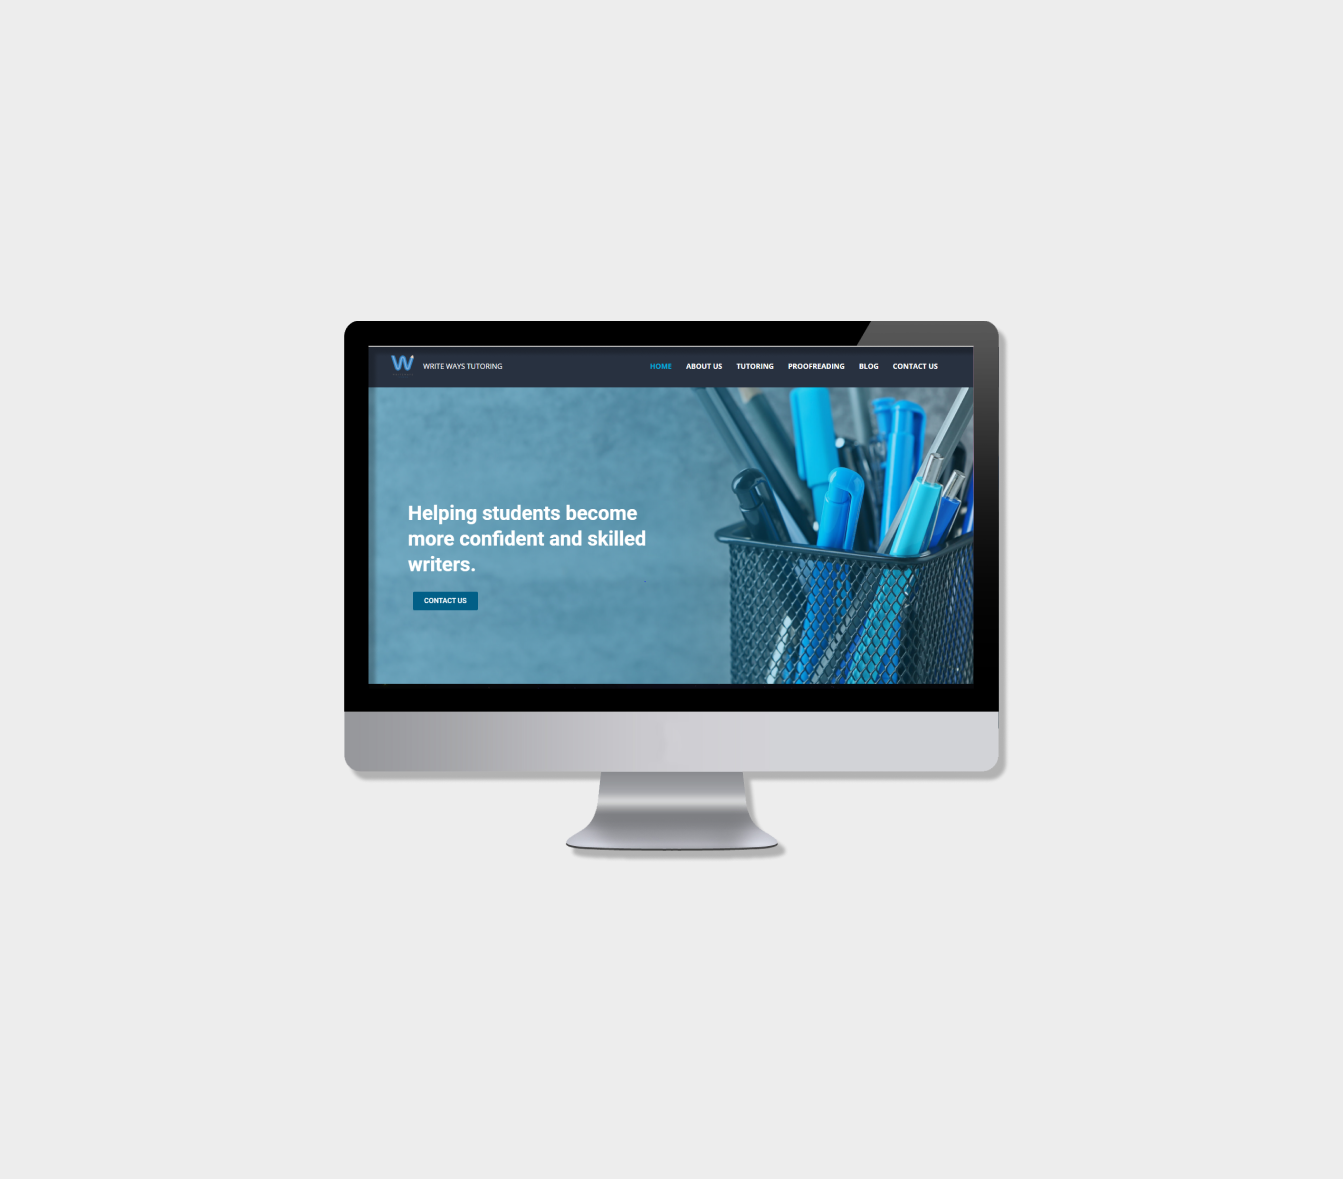 W WRITE WAYS TUTORING HOME ABOUT US TUTORING PROOFREADING BLOG CONTACT US
Helping students become
more confident and skilled
writers.
CONTACT US